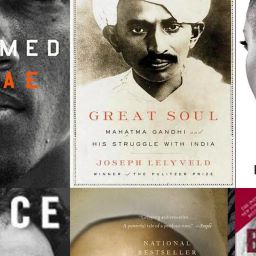 MED
AE
GREAT SOUL
MAHATMA GANDHI and
HIS STRUGGLE WITH INDIA
JOSEPH LELYVELD
WINNER OF THE PULITZER PRIZE
CE
NATIONAL
BESTSELLER
B